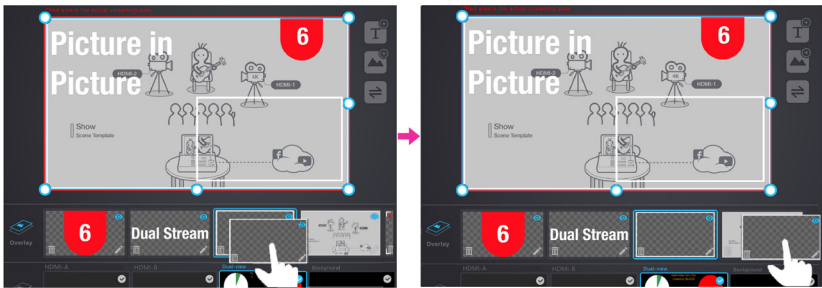 Picture in
Picture
6
HDMI-2
4K
HDMI-1
Show
Scene Template
T
Overlay
6
Dual Stream
HDMI-A
HDMI-B
Dual-view
Background
Picture in
Picture
6
HDMI-2
4K
HDMI-1
Show
Scene Template
T
Overlay
6
Dual Stream
HDMI-A
HDMI-B
Dual-view
Background